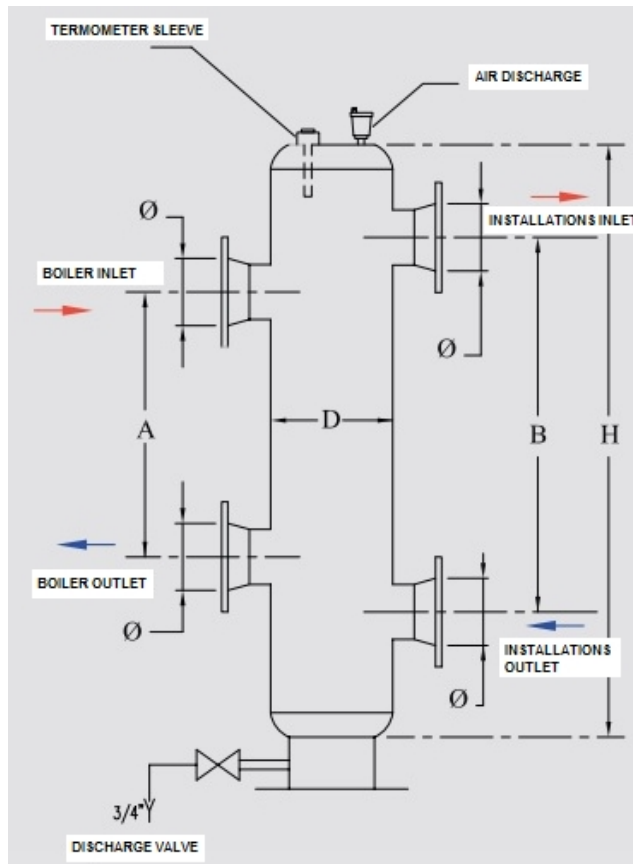 TERMOMETER SLEEVE
AIR DISCHARGE
Ø
INSTALLATIONS INLET
BOILER INLET
Ø
A
D
B
H
BOILER OUTLET
Ø
INSTALLATIONS
OUTLET
Ø
3/4"
DISCHARGE VALVE